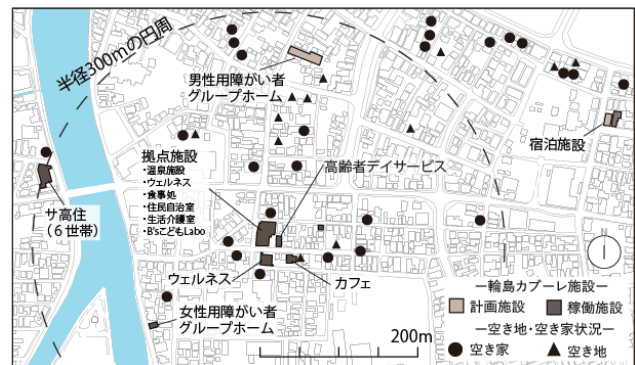 半径300mの円周
男性用障がい者
グループホーム
宿泊施設
拠点施設
・温泉施設
・ウェルネス
・食事処
・住民自治室
・生活介護室
・B'sこどもLabo
高齢者デイサービス
サ高住
(6世帯)
ウェルネス
カフェ
女性用障がい者
グループホーム
200m
ー輪島カブーレ施設ー
計画施設
稼働施設
ー空き地・空き家状況ー
空き家
空き地